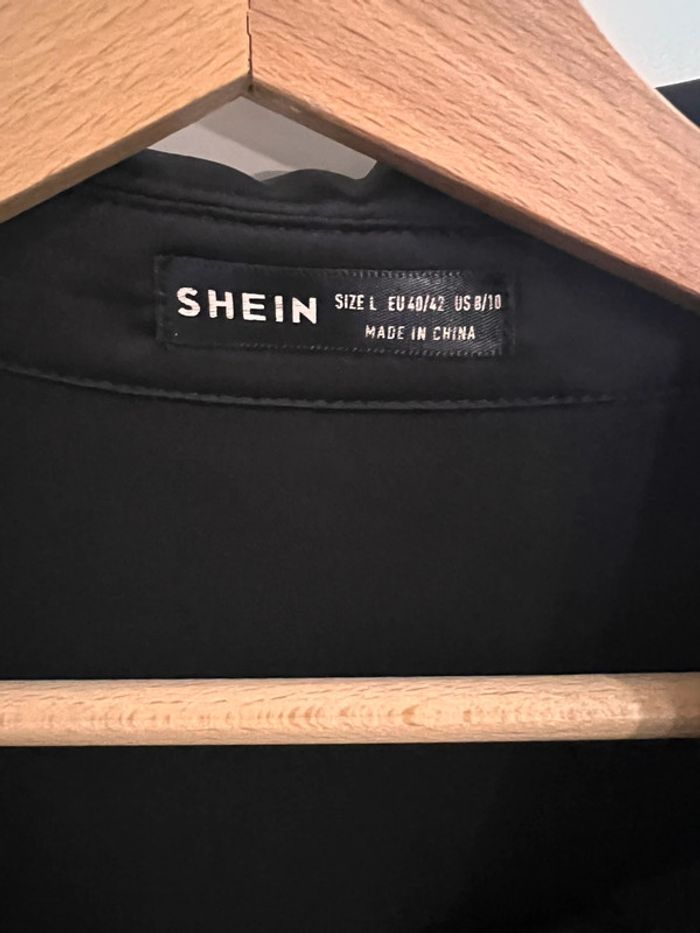 SHEIN
SIZE L EU 40/42 US 8/10
MADE IN CHINA